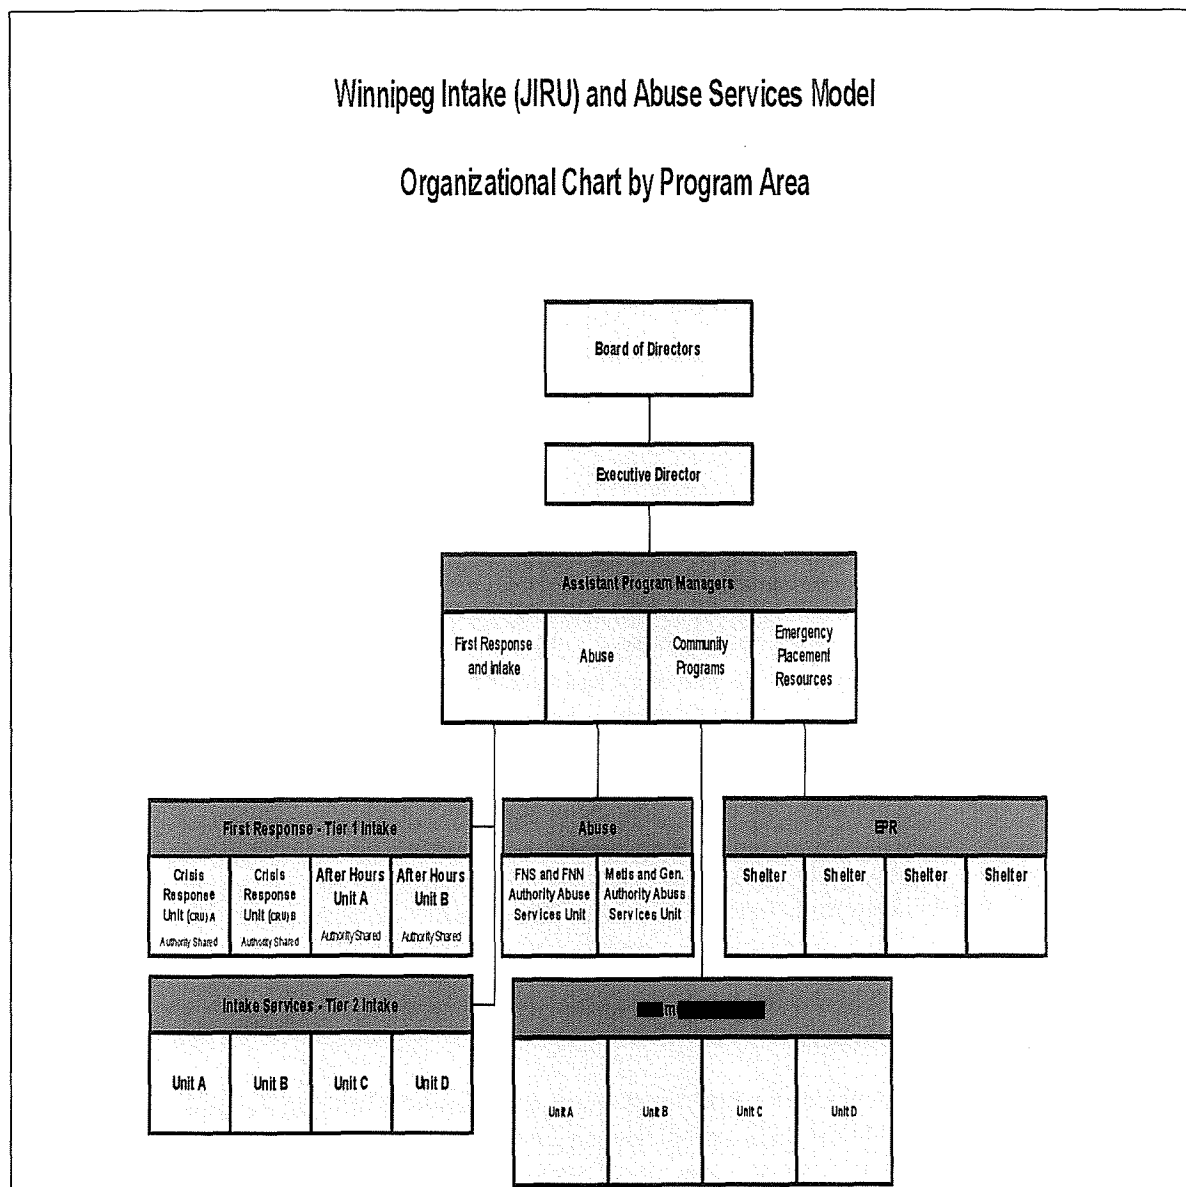 Winnipeg Intake (JIRU) and Abuse Services Model
Organizational Chart by Program Area
Board of Directors
Executive Director
Assistant Program Managers
First Response
and Intake
Abuse
Community
Programs
Emergency
Placement
Resources
First Response - Tier 1 Intake
Crisis
Response
Unit (CRU) A
Authority Shared
Crisis
Response
Unit (CRU) B
Authority Shared
After Hours
Unit A
Authority Shared
After Hours
Unit B
Authority Shared
Abuse
FNS and FNN
Authority Abuse
Services Unit
Metis and Gen.
Authority Abuse
Services Unit
EPR
Shelter
Shelter
Shelter
Shelter
Intake Services - Tier 2 Intake
Unit A
Unit B
Unit C
Unit D
Unit A
Unit B
Unit C
Unit D